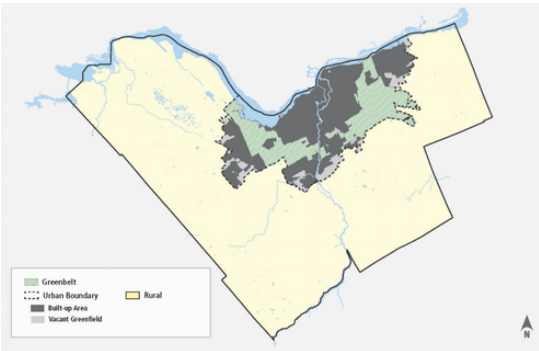 Greenbelt
Urban Boundary
Rural
Built-up Area
Vacant Greenfield
N